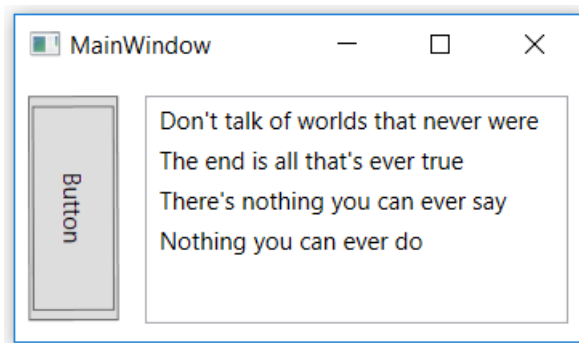 MainWindow
Button
Don't talk of worlds that never were
The end is all that's ever true
There's nothing you can ever say
Nothing you can ever do